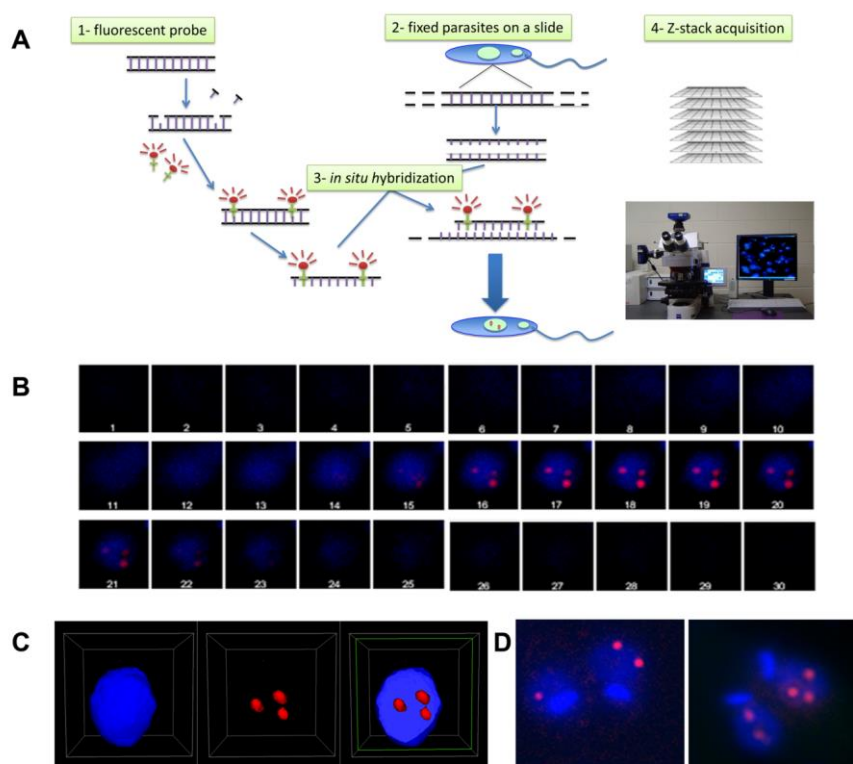 A
1- fluorescent probe
2- fixed parasites on a slide
4- Z-stack acquisition
3- in situ hybridization
B
1 2 3 4 5 6 7 8 9 10
11 12 13 14 15 16 17 18 19 20
21 22 23 24 25 26 27 28 29 30
C
D